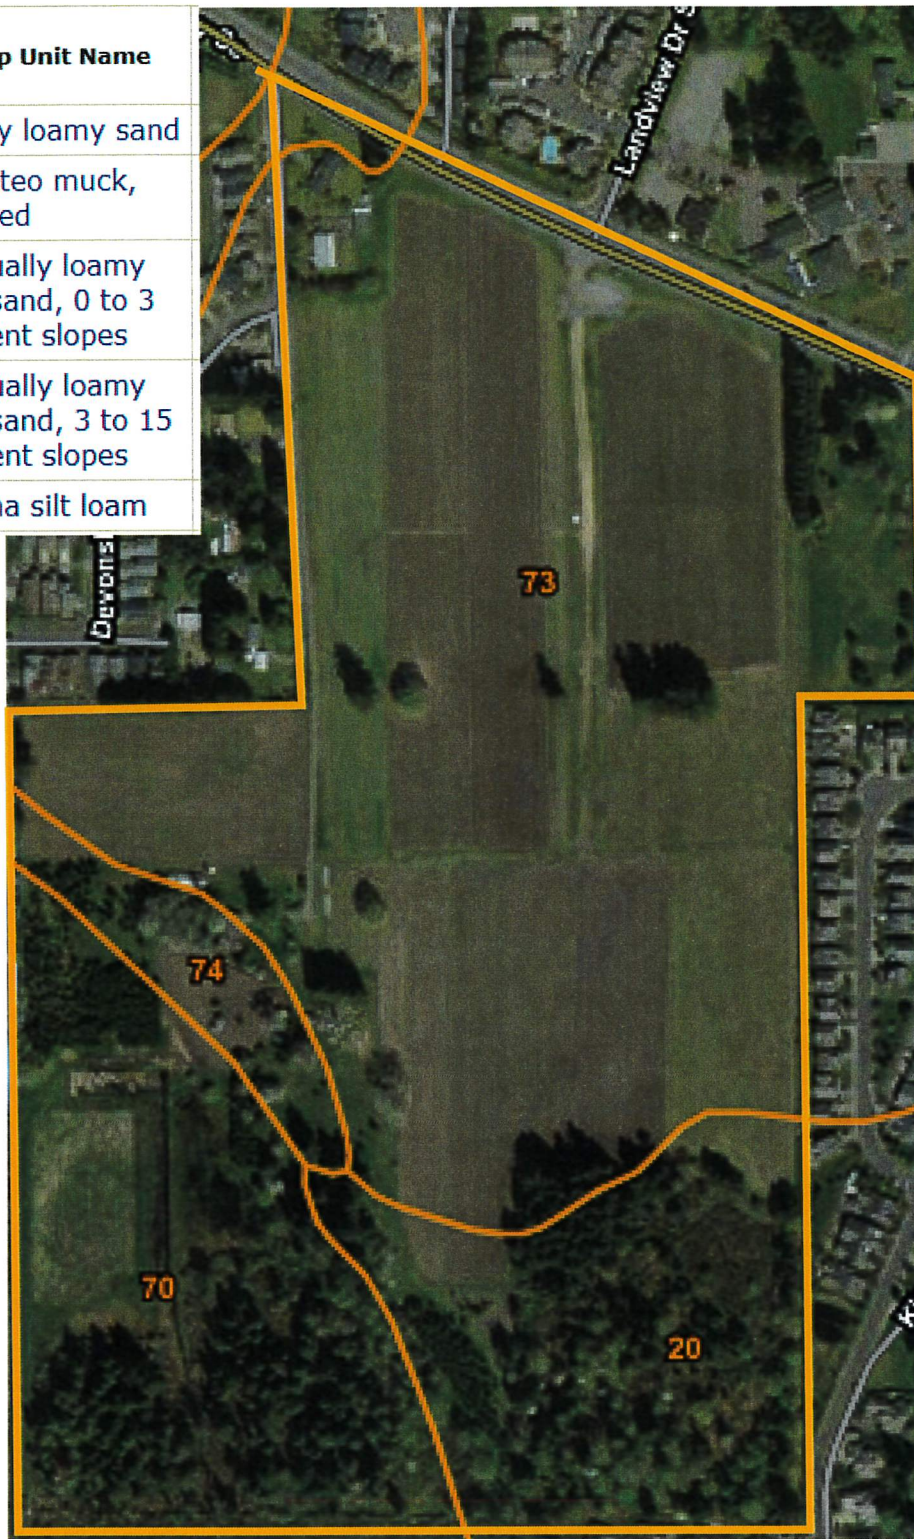 p Unit Name
y loamy sand
teo muck,
ed
ually loamy
sand, 0 to 3
ent slopes
ually loamy
sand, 3 to 15
ent slopes
na silt loam
Landview Dr S
Devons
73
74
70
20